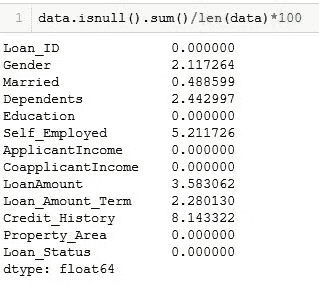 1 data.isnull().sum()/len(data)*100
Loan_ID 0.000000
Gender 2.117264
Married 0.488599
Dependents 2.442997
Education 0.000000
Self_Employed 5.211726
ApplicantIncome 0.000000
CoapplicantIncome 0.000000
LoanAmount 3.583062
Loan_Amount_Term 2.280130
Credit_History 8.143322
Property_Area 0.000000
Loan_Status 0.000000
dtype: float64